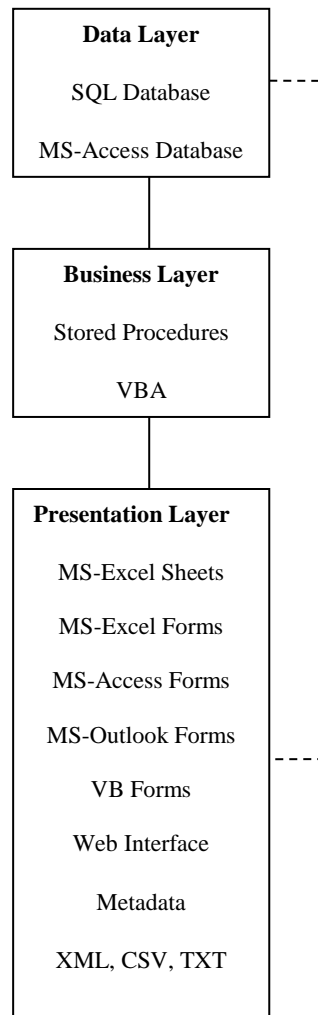 Data Layer
SQL Database
MS-Access Database
Business Layer
Stored Procedures
VBA
Presentation Layer
MS-Excel Sheets
MS-Excel Forms
MS-Access Forms
MS-Outlook Forms
VB Forms
Web Interface
Metadata
XML, CSV, TXT